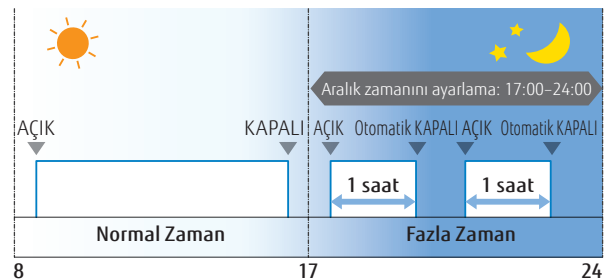 Aralık zamanını ayarlama: 17:00–24:00
AÇIK KAPALI AÇIK Otomatik KAPALI AÇIK Otomatik KAPALI
1 saat 1 saat
Normal Zaman Fazla Zaman
8 17 24